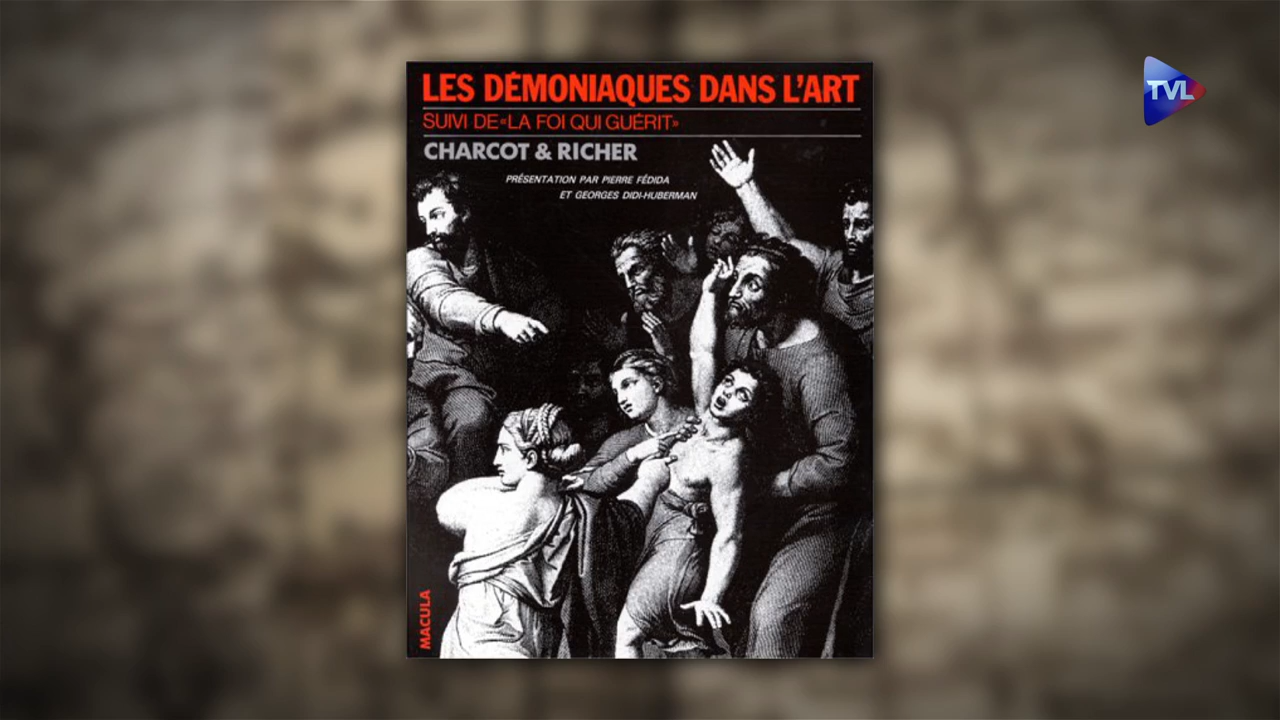 LES DÉMONIAQUES DANS L'ART
SUIVI DE «LA FOI QUI GUÉRIT»
CHARCOT & RICHER
PRÉSENTATION PAR PIERRE FÉDIDA
ET GEORGES DIDI-HUBERMAN
MACULA
TVL